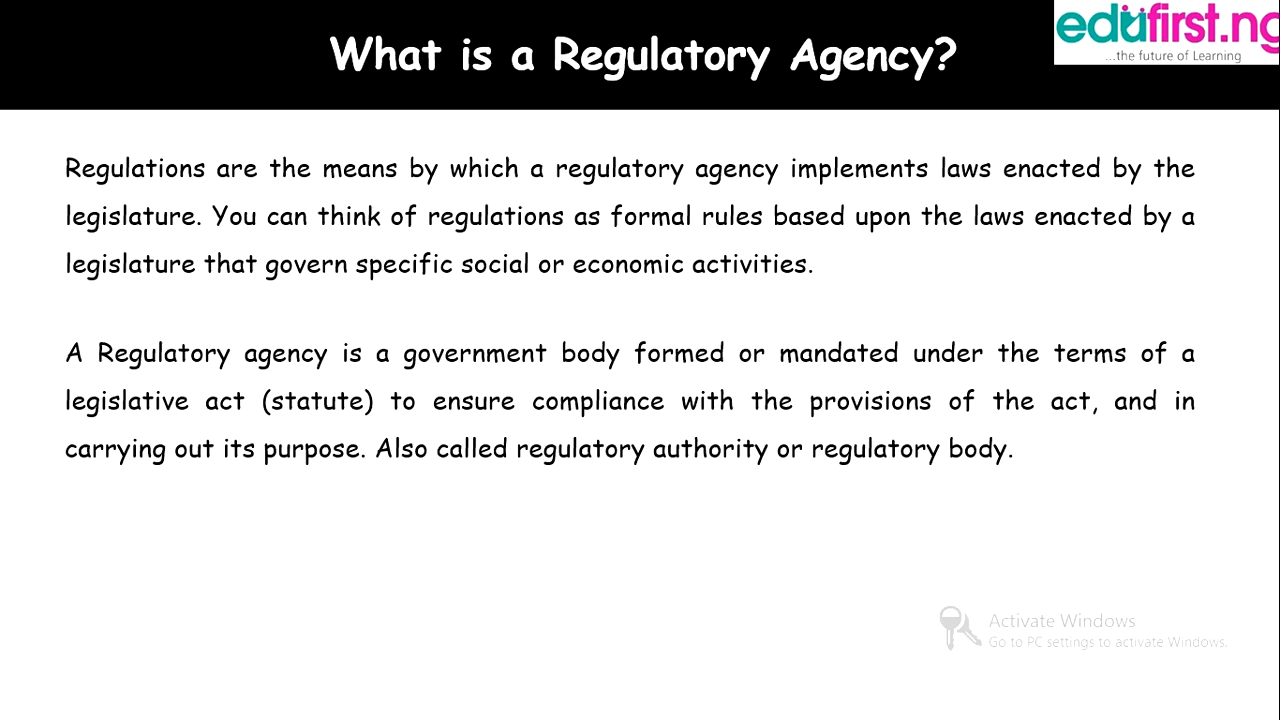 What is a Regulatory Agency?
edufirst.ng
...the future of Learning
Regulations are the means by which a regulatory agency implements laws enacted by the
legislature. You can think of regulations as formal rules based upon the laws enacted by a
legislature that govern specific social or economic activities.
A Regulatory agency is a government body formed or mandated under the terms of a
legislative act (statute) to ensure compliance with the provisions of the act, and in
carrying out its purpose. Also called regulatory authority or regulatory body.
Activate Windows
Go to PC settings to activate Windows.